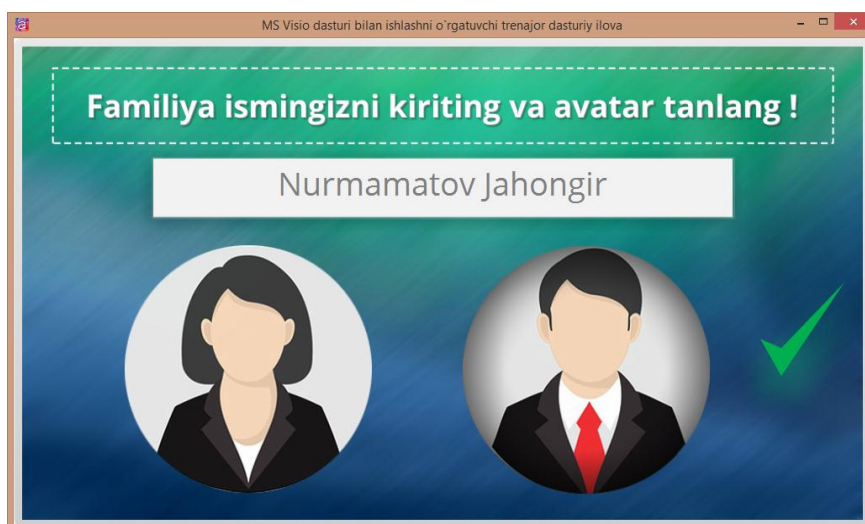 MS Visio dasturi bilan ishlashni o`rgatuvchi trenajor dasturiy ilova
Familiya ismingizni kiriting va avatar tanlang !
Nurmamatov Jahongir